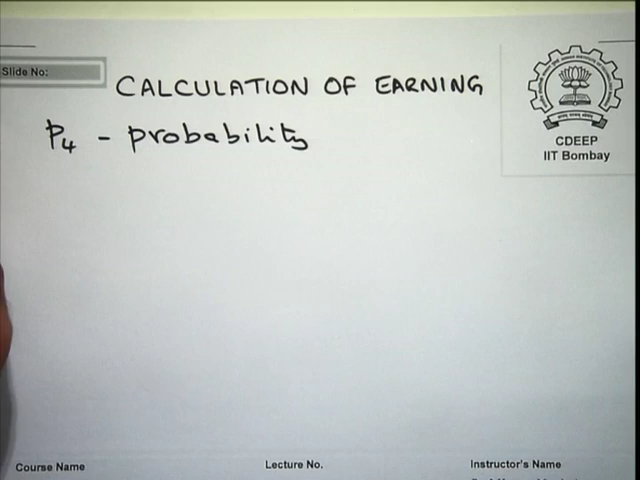 Slide No:
CALCULATION OF EARNING
P4 - probability
CDEEP
IIT Bombay
Course Name
Lecture No.
Instructor's Name